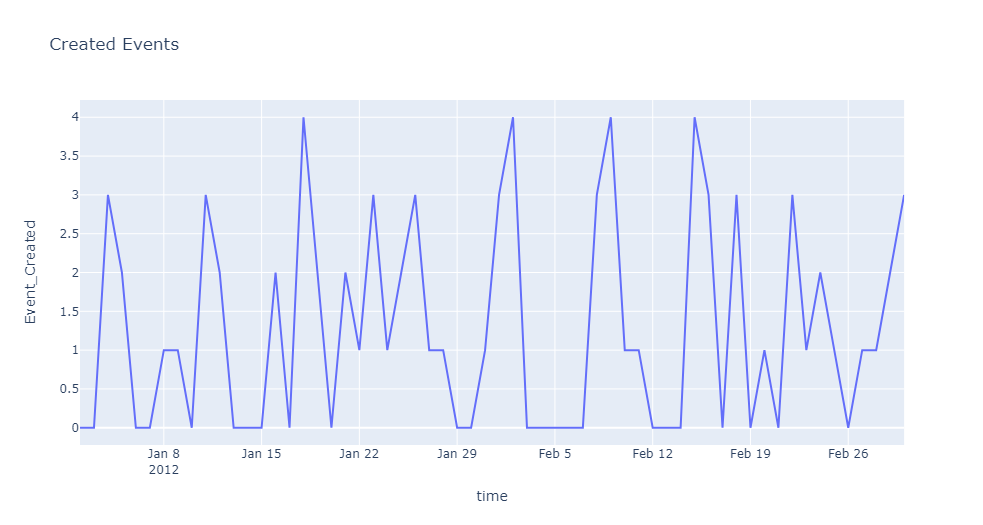 Created Events
Event_Created
4
3.5
3
2.5
2
1.5
1
0.5
0
Jan 8
2012
Jan 15
Jan 22
Jan 29
Feb 5
Feb 12
Feb 19
Feb 26
time